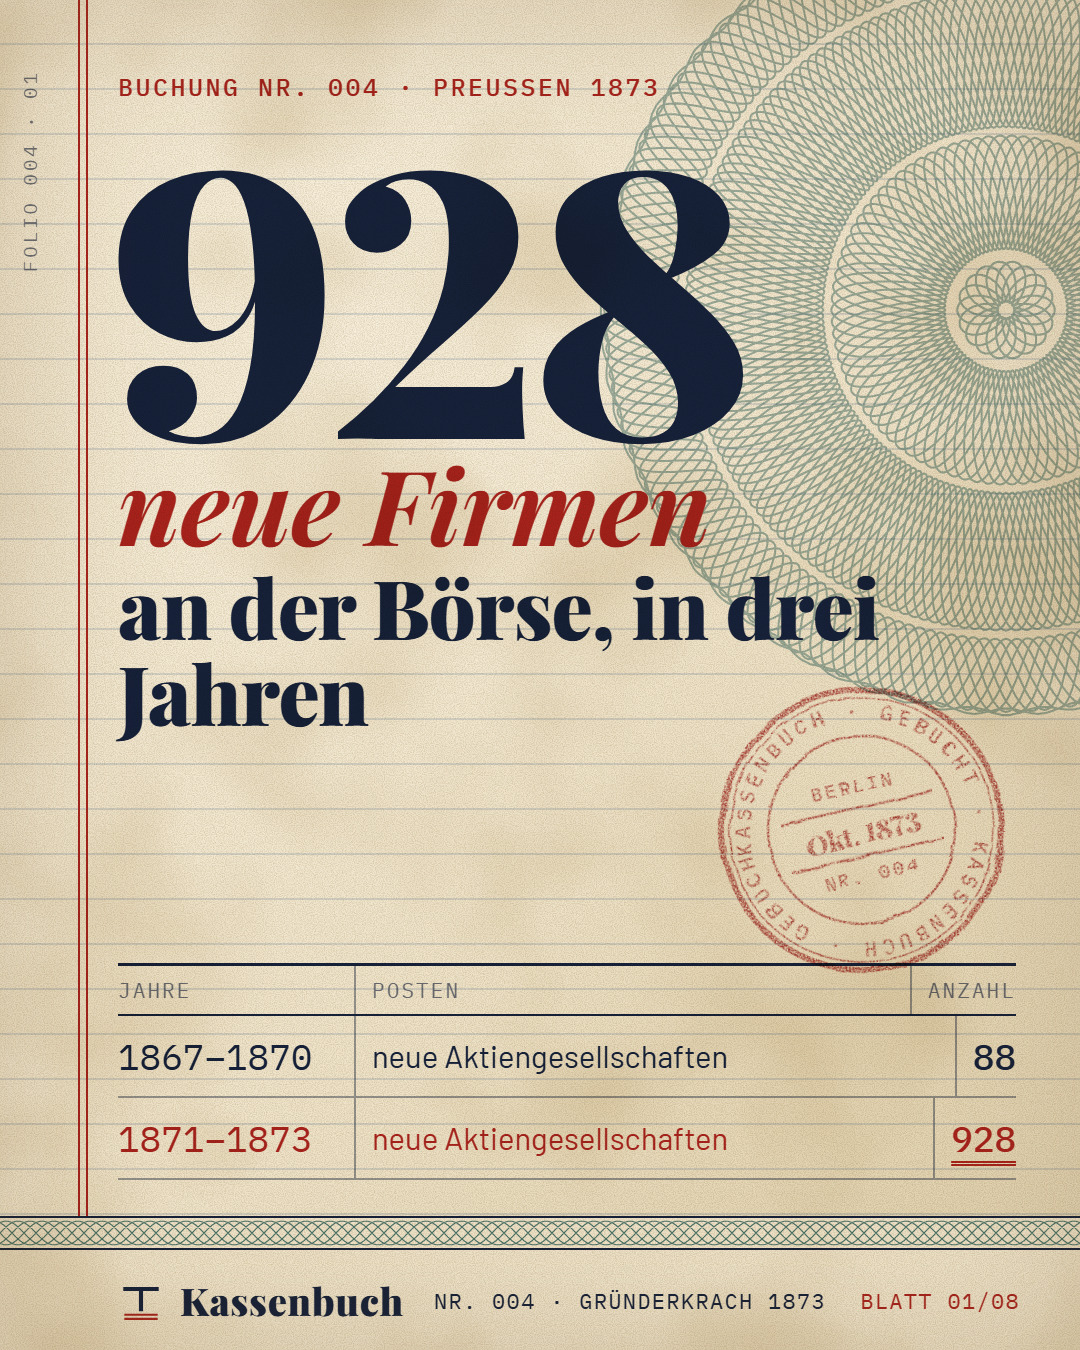 FOLIO 004 · 01
BUCHUNG NR. 004 · PREUSSEN 1873
928
neue Firmen
an der Börse, in drei
Jahren
GEBUCHT · KASSENBUCH · GEBUCHKASSENBUCH ·
BERLIN
Okt. 1873
NR. 004
JAHRE POSTEN ANZAHL
1867–1870 neue Aktiengesellschaften 88
1871–1873 neue Aktiengesellschaften 928
Kassenbuch NR. 004 · GRÜNDERKRACH 1873 BLATT 01/08